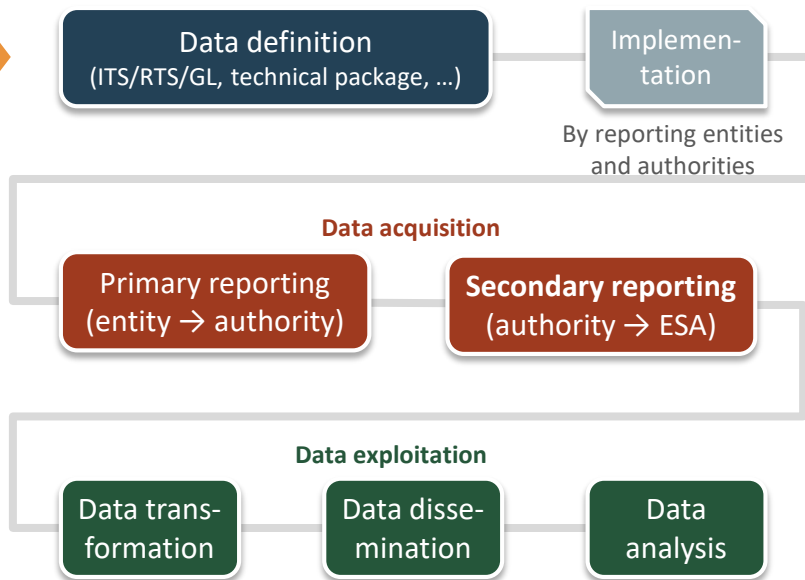 Data definition
(ITS/RTS/GL, technical package, …)
Implemen-
tation
By reporting entities
and authorities
Data acquisition
Primary reporting
(entity → authority)
Secondary reporting
(authority → ESA)
Data exploitation
Data trans-
formation
Data disse-
mination
Data
analysis